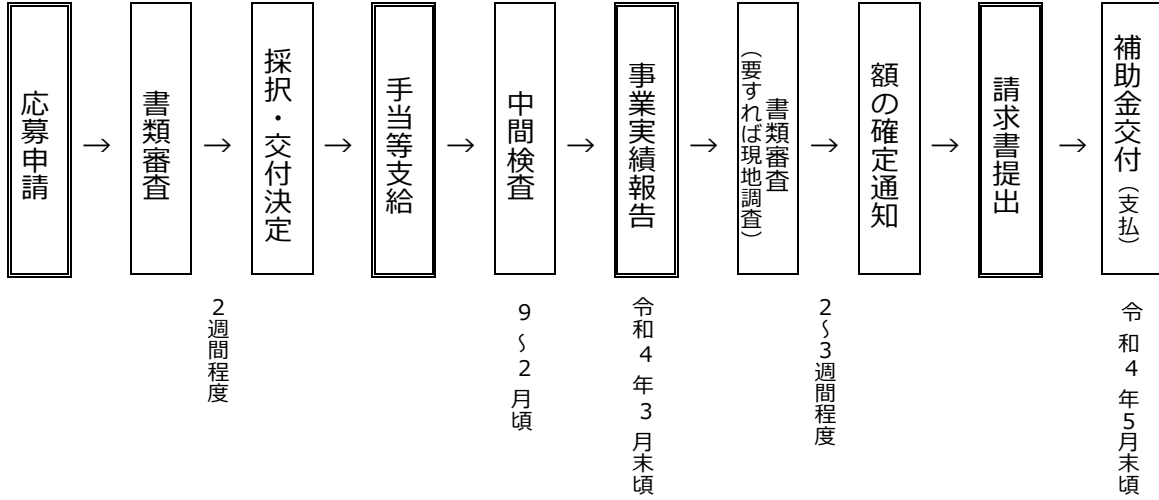 応募申請
→
書類審査
→
採択・交付決定
→
手当等支給
→
中間検査
→
事業実績報告
→
書類審査
（要すれば現地調査）
→
額の確定通知
→
請求書提出
→
補助金交付（支払）
2週間程度
9～2月頃
令和4年3月末頃
2～3週間程度
令和4年5月末頃